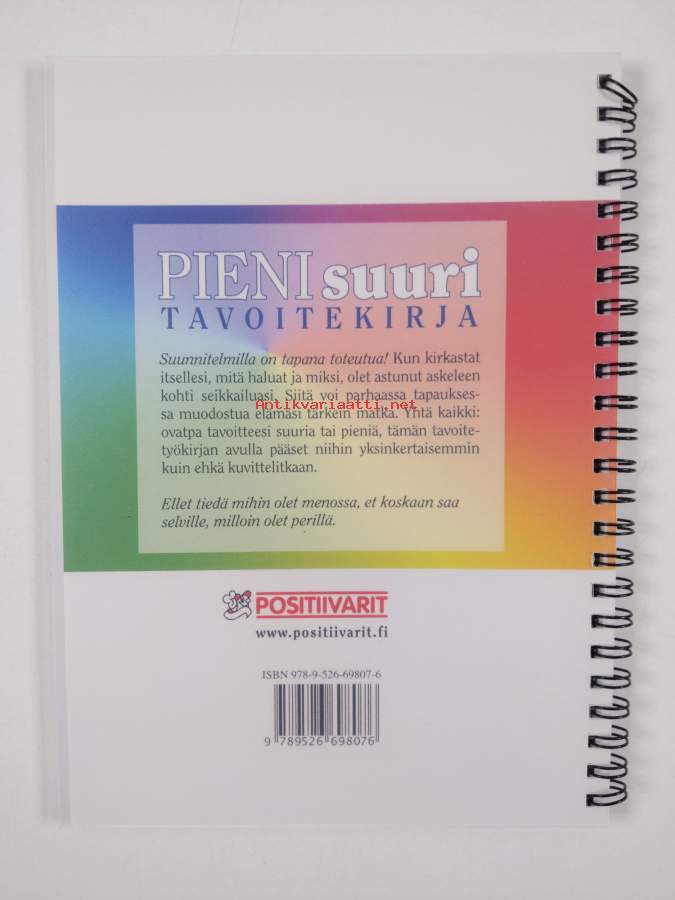 PIENI suuri
TAVOITEKIRJA
Suunnitelmilla on tapana toteutua! Kun kirkastat
itsellesi, mitä haluat ja miksi, olet astunut askeleen
kohti seikkailuasi. Siitä voi parhaassa tapaukses-
Antikvariaatti.net
sa muodostua elämäsi tärkein matka. Yhtä kaikki:
ovatpa tavoitteesi suuria tai pieniä, tämän tavoite-
työkirjan avulla pääset niihin yksinkertaisemmin
kuin ehkä kuvittelitkaan.
Ellet tiedä mihin olet menossa, et koskaan saa
selville, milloin olet perillä.
POSITIIVARIT
www.positiivarit.fi
ISBN 978-9-526-69807-6
9 789526 698076